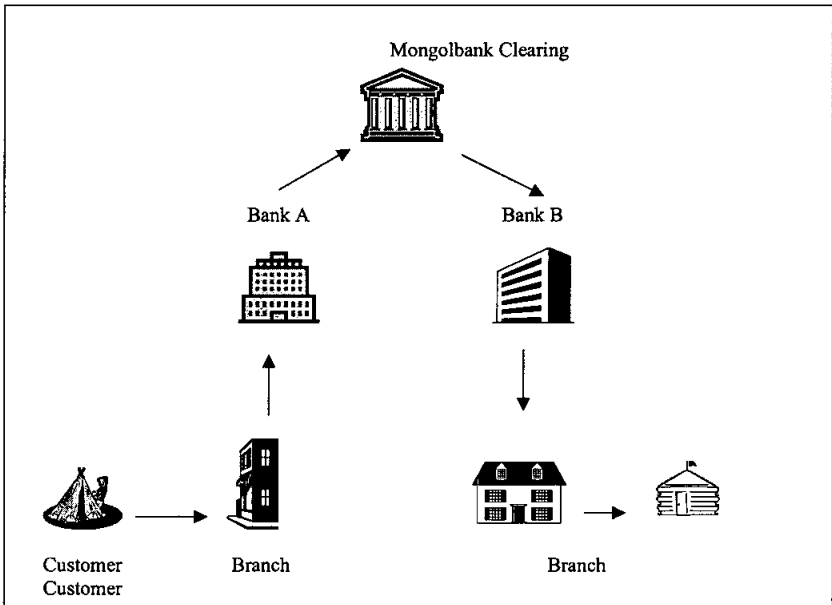 Mongolbank Clearing
Bank A
Bank B
Customer
Customer
Branch
Branch